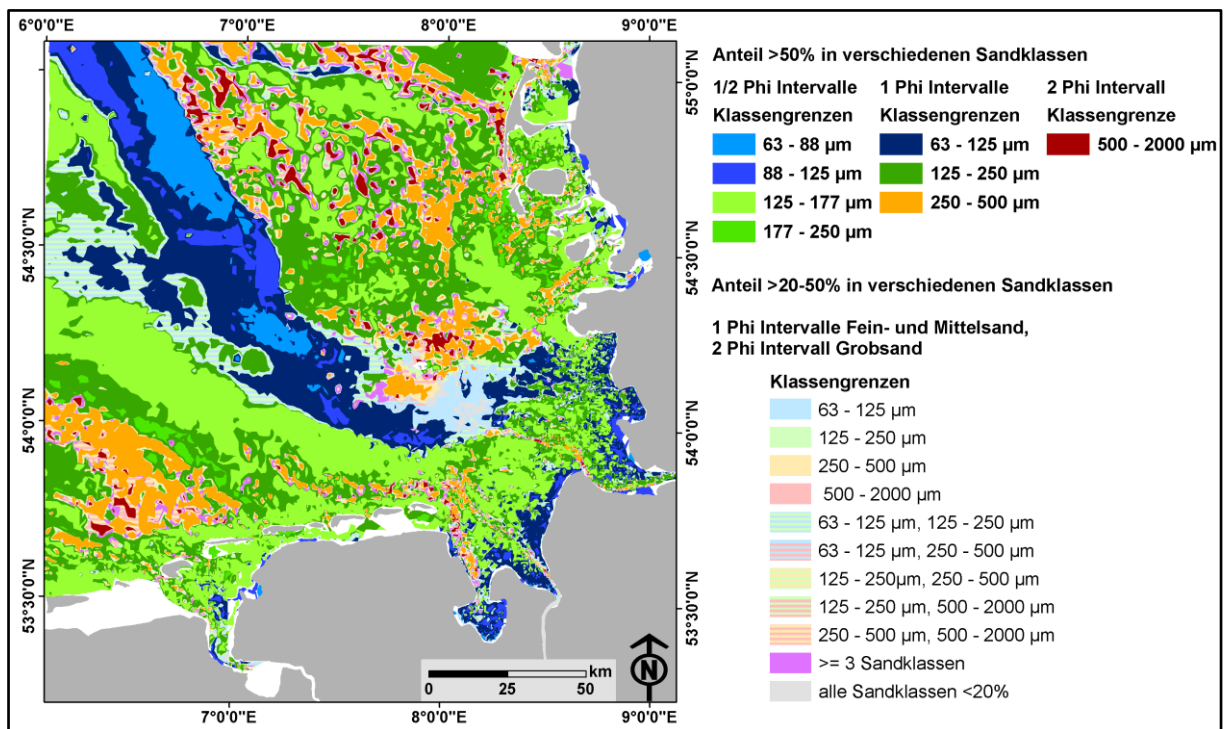 6°0'0"E 7°0'0"E 8°0'0"E 9°0'0"E
55°0'0"N
54°30'0"N 54°30'0"N
54°0'0"N 54°0'0"N
53°30'0"N 53°30'0"N
7°0'0"E 8°0'0"E 9°0'0"E
km
0 25 50
N
Anteil >50% in verschiedenen Sandklassen
1/2 Phi Intervalle 1 Phi Intervalle 2 Phi Intervall
Klassengrenzen Klassengrenzen Klassengrenze
63 - 88 µm 63 - 125 µm 500 - 2000 µm
88 - 125 µm 125 - 250 µm
125 - 177 µm 250 - 500 µm
177 - 250 µm
Anteil >20-50% in verschiedenen Sandklassen
1 Phi Intervalle Fein- und Mittelsand,
2 Phi Intervall Grobsand
Klassengrenzen
63 - 125 µm
125 - 250 µm
250 - 500 µm
500 - 2000 µm
63 - 125 µm, 125 - 250 µm
63 - 125 µm, 250 - 500 µm
125 - 250µm, 250 - 500 µm
125 - 250 µm, 500 - 2000 µm
250 - 500 µm, 500 - 2000 µm
>= 3 Sandklassen
alle Sandklassen <20%